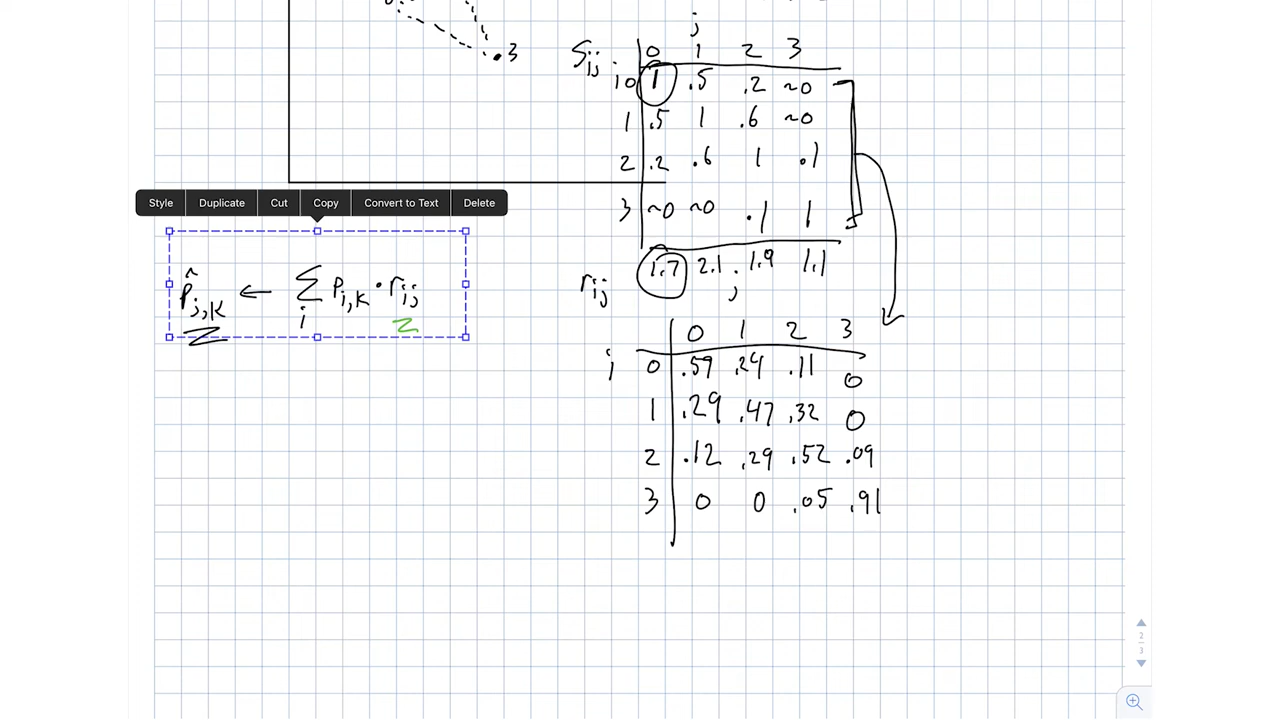 3
j
S_ij 0 1 2 3
i 0 1 .5 .2 ~0
1 .5 1 .6 ~0
2 .2 .6 1 .1
3 ~0 ~0 .1 1
1.7 2.1 1.9 1.1
Style Duplicate Cut Copy Convert to Text Delete
p̂_j,k ← Σ_i p_i,k · r_ij
r_ij j
0 1 2 3
i 0 .59 .24 .11 0
1 .29 .47 .32 0
2 .12 .29 .52 .09
3 0 0 .05 .91
2
3